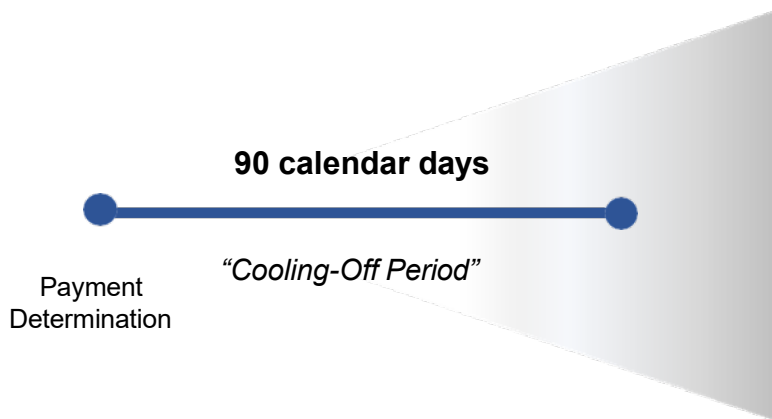 90 calendar days
“Cooling-Off Period”
Payment
Determination